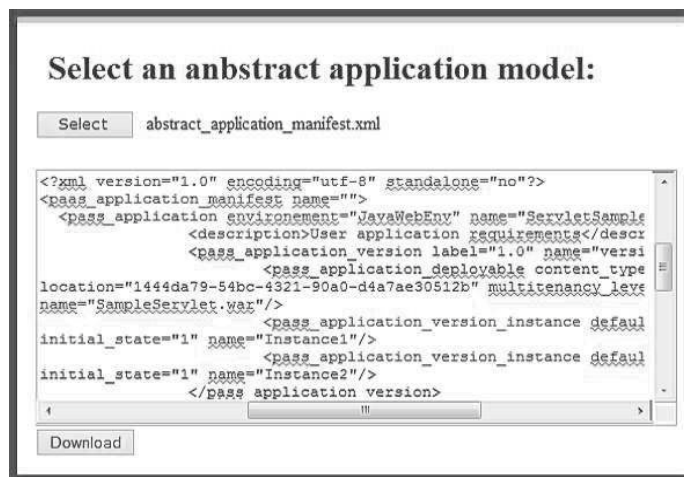 Select an anbstract application model:
Select abstract_application_manifest.xml
<?xml version="1.0" encoding="utf-8" standalone="no"?>
<paas_application_manifest name="">
<pass_application environement="JavaWebEnv" name="ServletSample
<description>User application requirements</descr
<pass_application_version label="1.0" name="versi
<pass_application_deployable content_type
location="1444da79-54bc-4321-90a0-d4a7ae30512b" multitenancy_leve
name="SampleServlet.war"/>
<pass_application_version_instance defaul
initial_state="1" name="Instance1"/>
<pass_application_version_instance defaul
initial_state="1" name="Instance2"/>
</pass_application_version>
Download